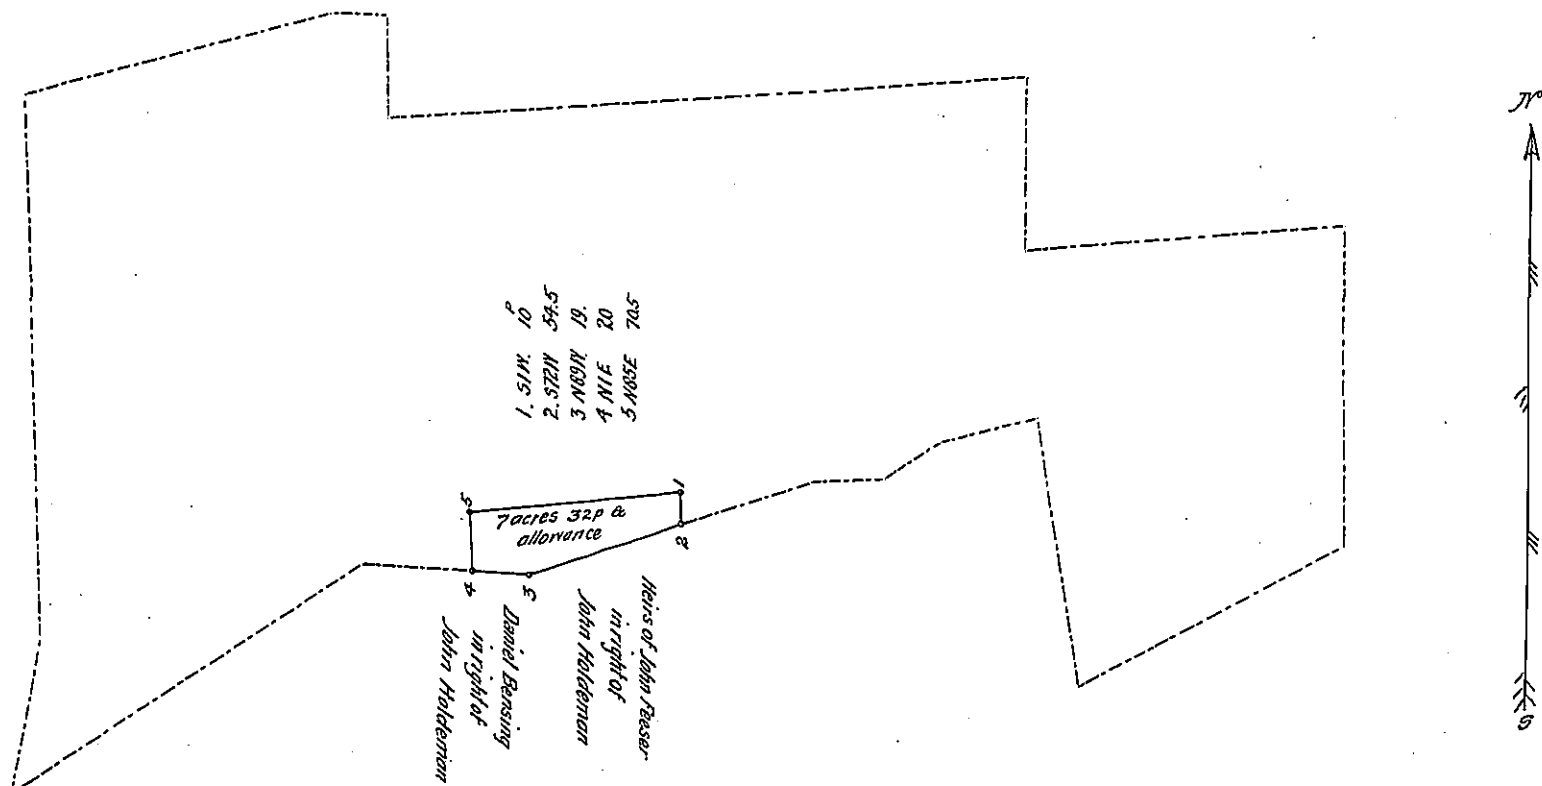 N°
1. S1W. 10 P
2. S72W 54.5
3 N89W. 19.
4 N1E 20
5 N85E 70.5
5
1
7 acres 32p &
allowance
2
4
3
Heirs of John Feeser
in right of
John Haldeman
Daniel Bensing
in right of
John Haldeman
S